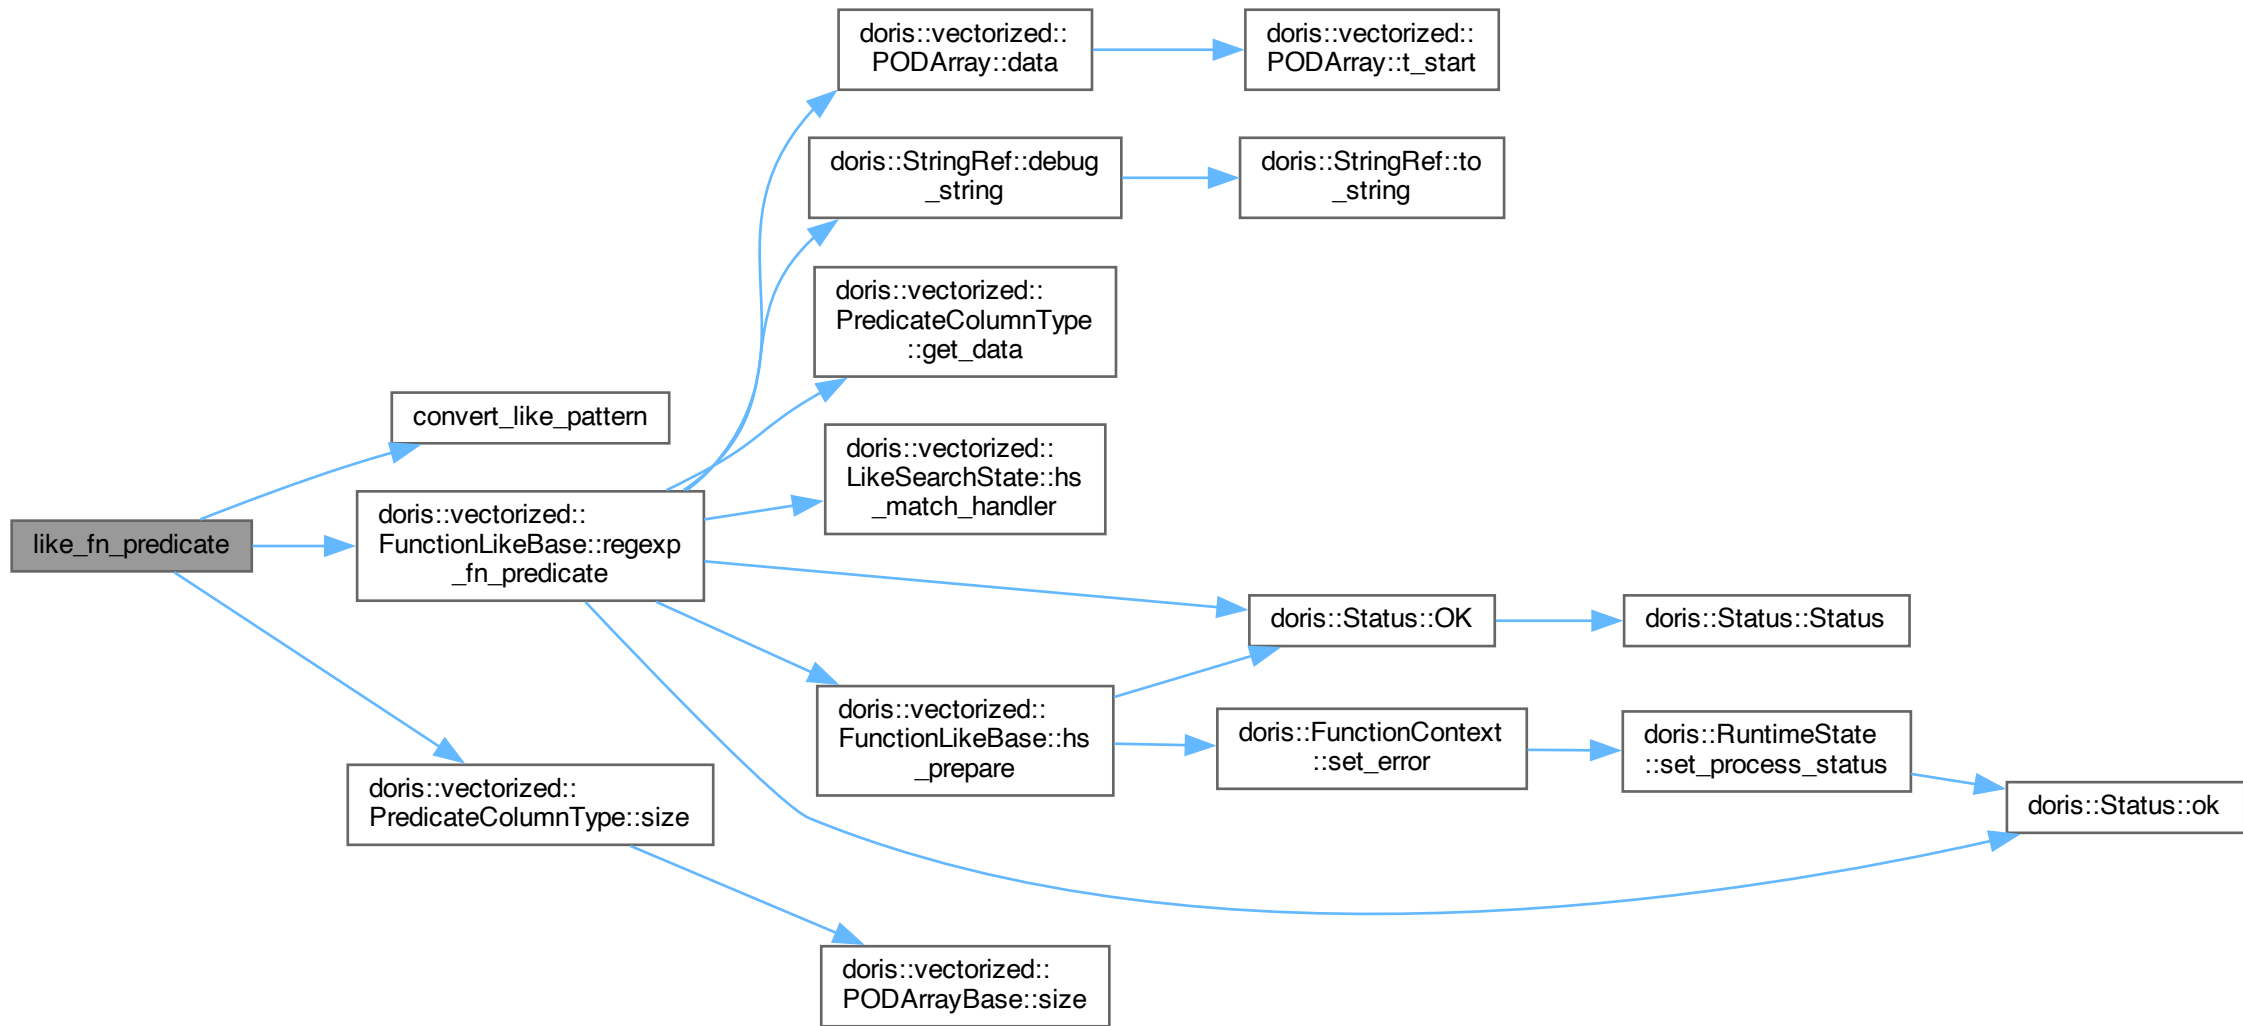 like_fn_predicate
convert_like_pattern
doris::vectorized::
FunctionLikeBase::regexp
_fn_predicate
doris::vectorized::
PredicateColumnType::size
doris::vectorized::
PODArray::data
doris::StringRef::debug
_string
doris::vectorized::
PredicateColumnType
::get_data
doris::vectorized::
LikeSearchState::hs
_match_handler
doris::vectorized::
FunctionLikeBase::hs
_prepare
doris::vectorized::
PODArrayBase::size
doris::vectorized::
PODArray::t_start
doris::StringRef::to
_string
doris::Status::OK
doris::FunctionContext
::set_error
doris::Status::Status
doris::RuntimeState
::set_process_status
doris::Status::ok